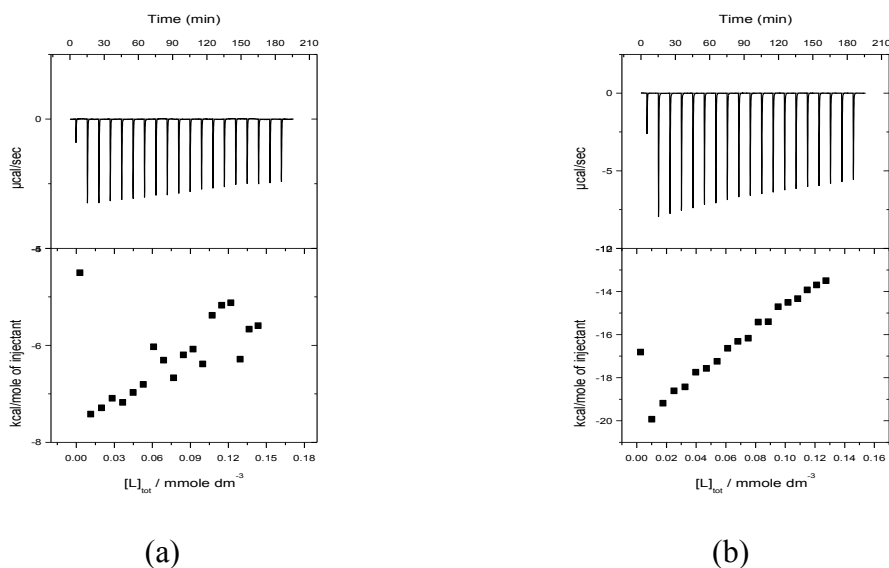 Time (min)
0 30 60 90 120 150 180 210
0
µcal/sec
-6
-8
kcal/mole of injectant
0.00 0.03 0.06 0.09 0.12 0.15 0.18
[L]tot / mmole dm-3
(a)
Time (min)
0 30 60 90 120 150 180 210
0
-5
µcal/sec
-14
-16
-18
-20
kcal/mole of injectant
0.00 0.02 0.04 0.06 0.08 0.10 0.12 0.14 0.16
[L]tot / mmole dm-3
(b)